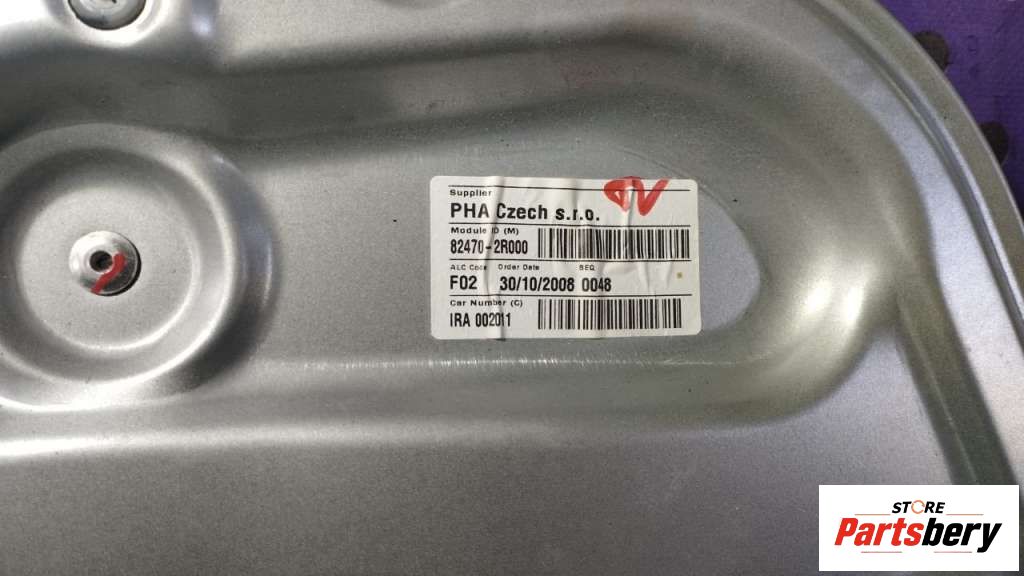 Supplier
PHA Czech s.r.o.
Module ID (M)
82470-2R000
ALC Code Order Date SEQ
F02 30/10/2008 0048
Car Number (C)
IRA 002011
STORE
Partsbery